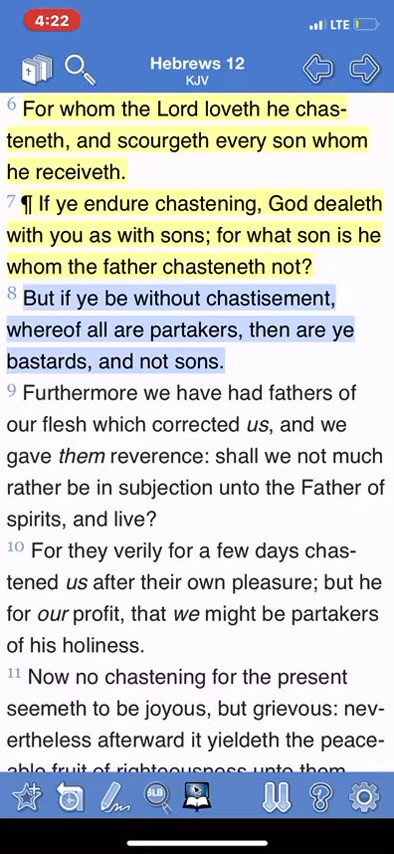 4:22
LTE
Hebrews 12
KJV
6 For whom the Lord loveth he chas-
teneth, and scourgeth every son whom
he receiveth.
7 ¶ If ye endure chastening, God dealeth
with you as with sons; for what son is he
whom the father chasteneth not?
8 But if ye be without chastisement,
whereof all are partakers, then are ye
bastards, and not sons.
9 Furthermore we have had fathers of
our flesh which corrected us, and we
gave them reverence: shall we not much
rather be in subjection unto the Father of
spirits, and live?
10 For they verily for a few days chas-
tened us after their own pleasure; but he
for our profit, that we might be partakers
of his holiness.
11 Now no chastening for the present
seemeth to be joyous, but grievous: nev-
ertheless afterward it yieldeth the peace-
able fruit of righteousness unto them
BLB